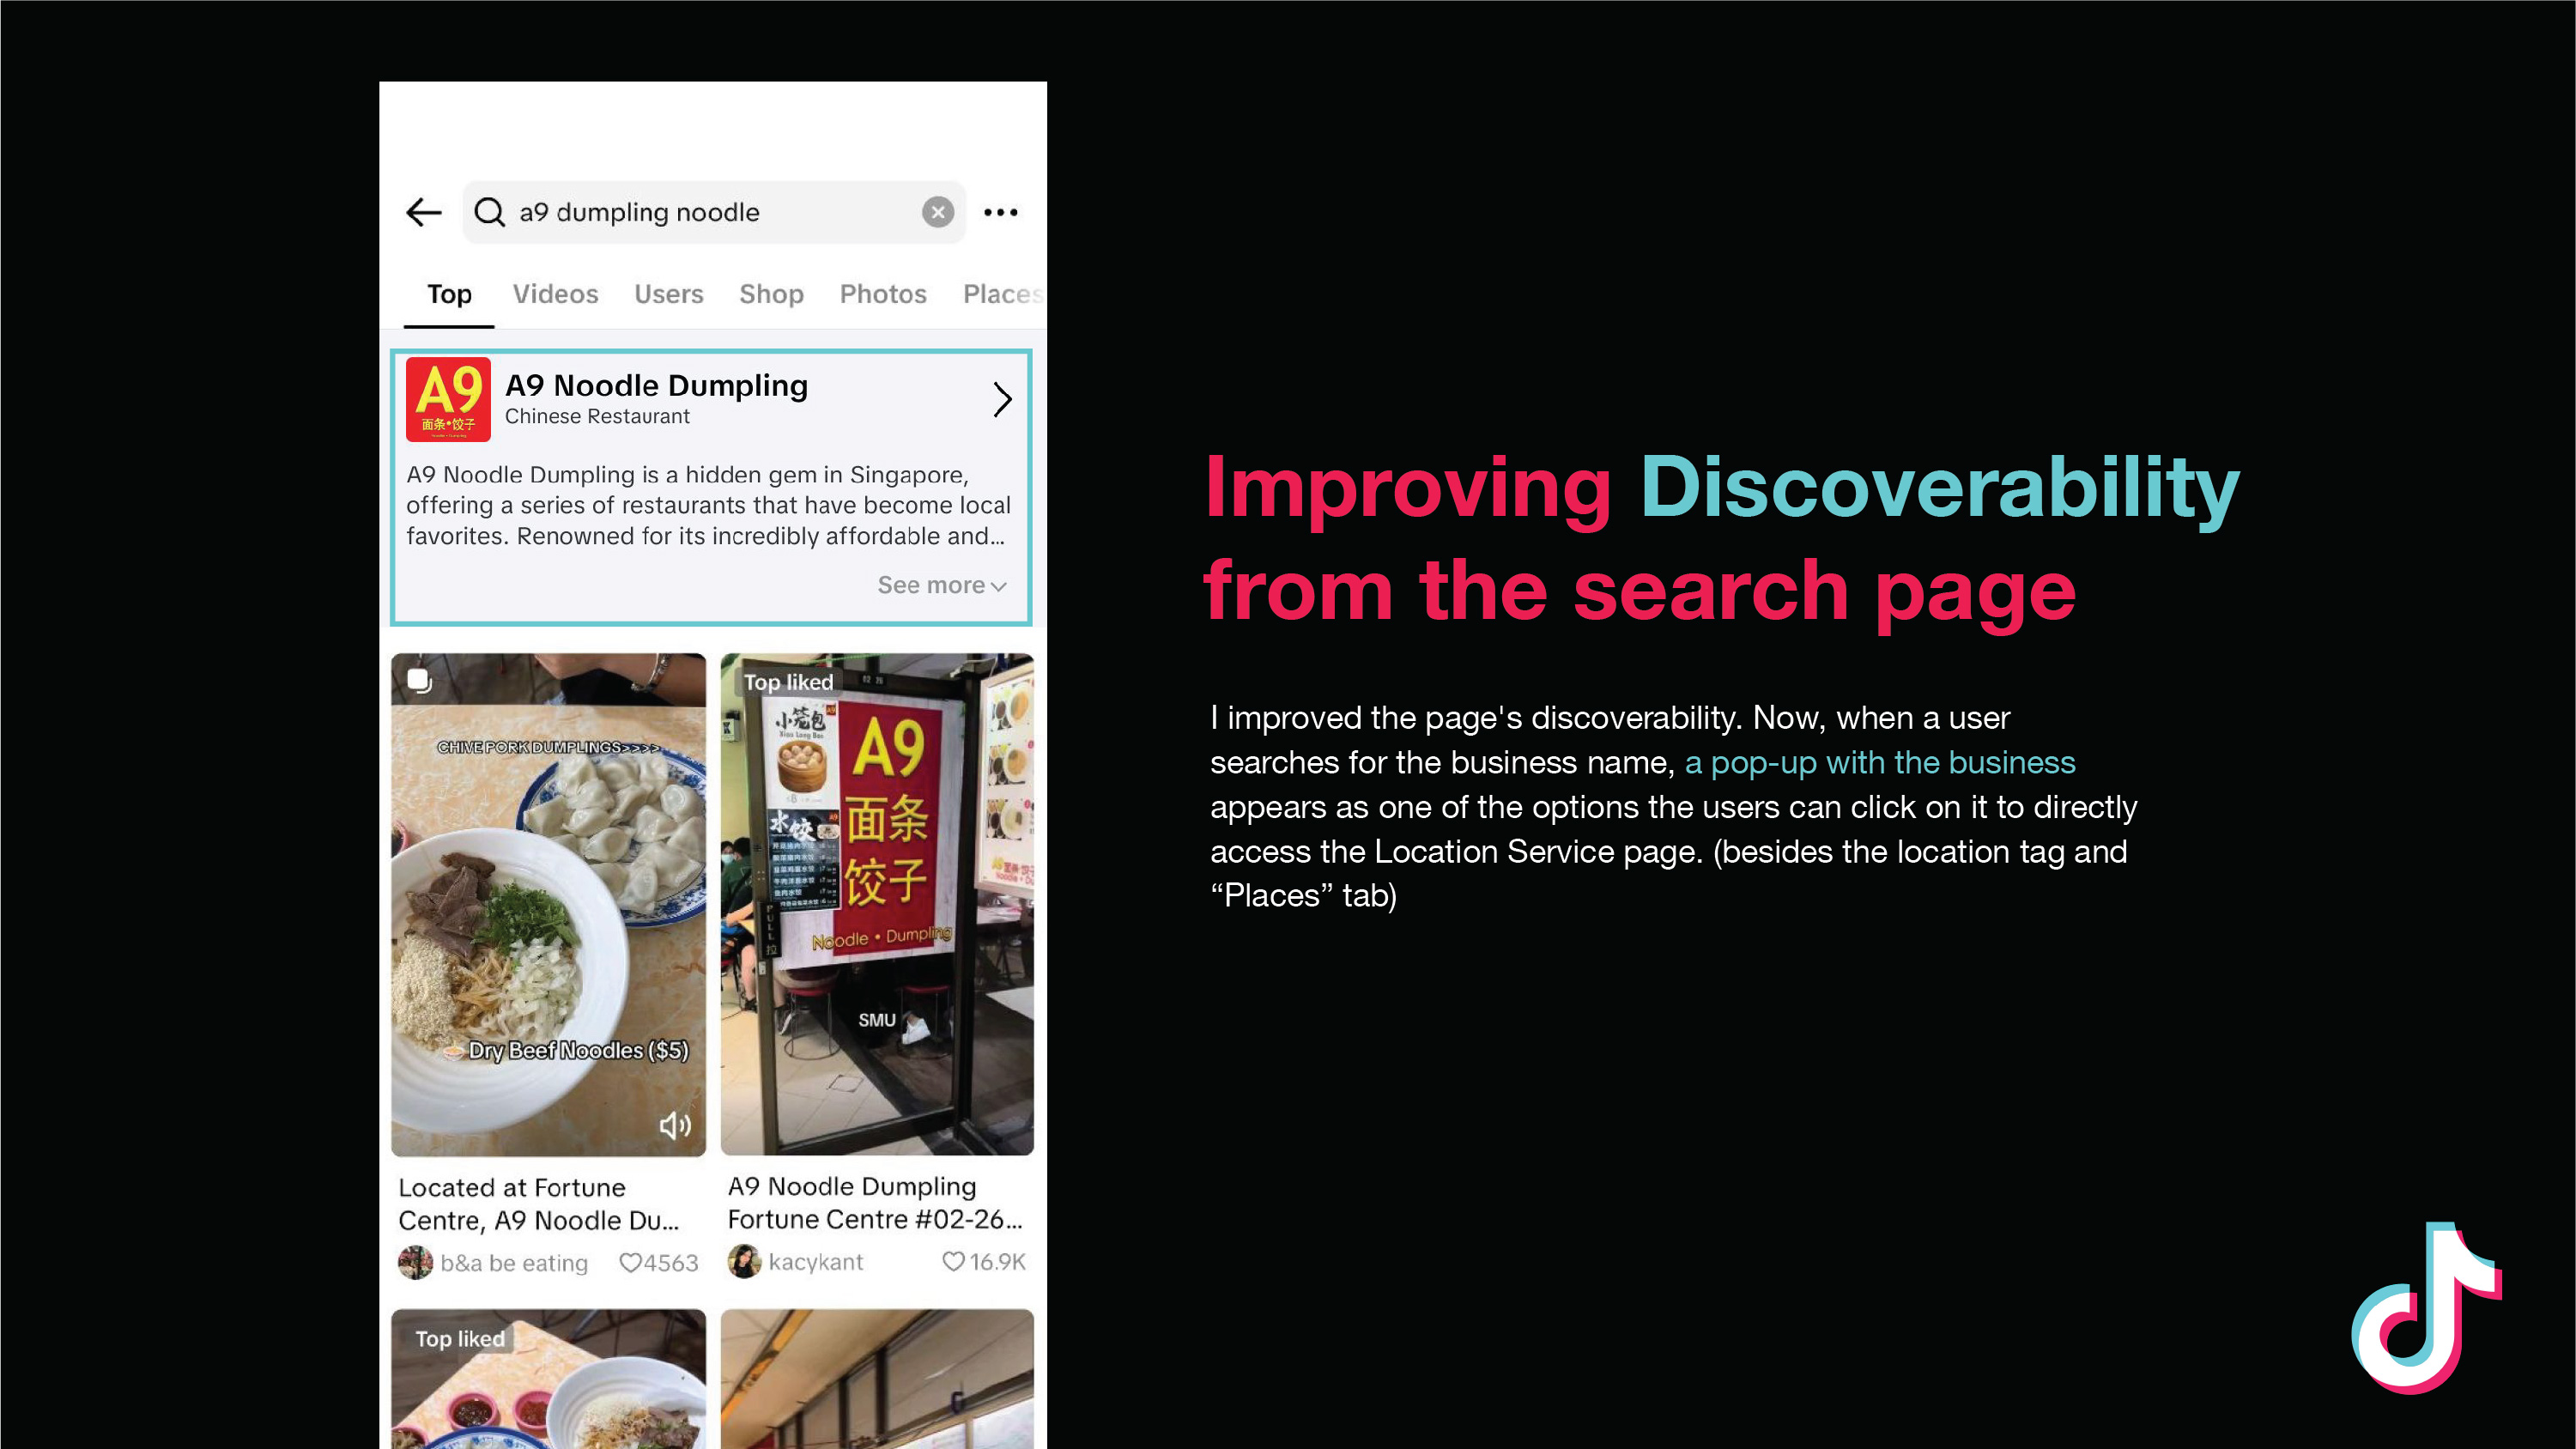 a9 dumpling noodle
Top Videos Users Shop Photos Places
A9
面条•饺子
A9 Noodle Dumpling
Chinese Restaurant
A9 Noodle Dumpling is a hidden gem in Singapore,
offering a series of restaurants that have become local
favorites. Renowned for its incredibly affordable and...
See more
CHIVE PORK DUMPLINGS>>>>
Dry Beef Noodles ($5)
Top liked
小笼包
Xiao Long Bao
A9
面条
饺子
水饺
Noodle • Dumpling
PULL 拉
SMU
Located at Fortune
Centre, A9 Noodle Du...
b&a be eating 4563
A9 Noodle Dumpling
Fortune Centre #02-26...
kacykant 16.9K
Top liked
Improving Discoverability
from the search page
I improved the page's discoverability. Now, when a user
searches for the business name, a pop-up with the business
appears as one of the options the users can click on it to directly
access the Location Service page. (besides the location tag and
“Places” tab)